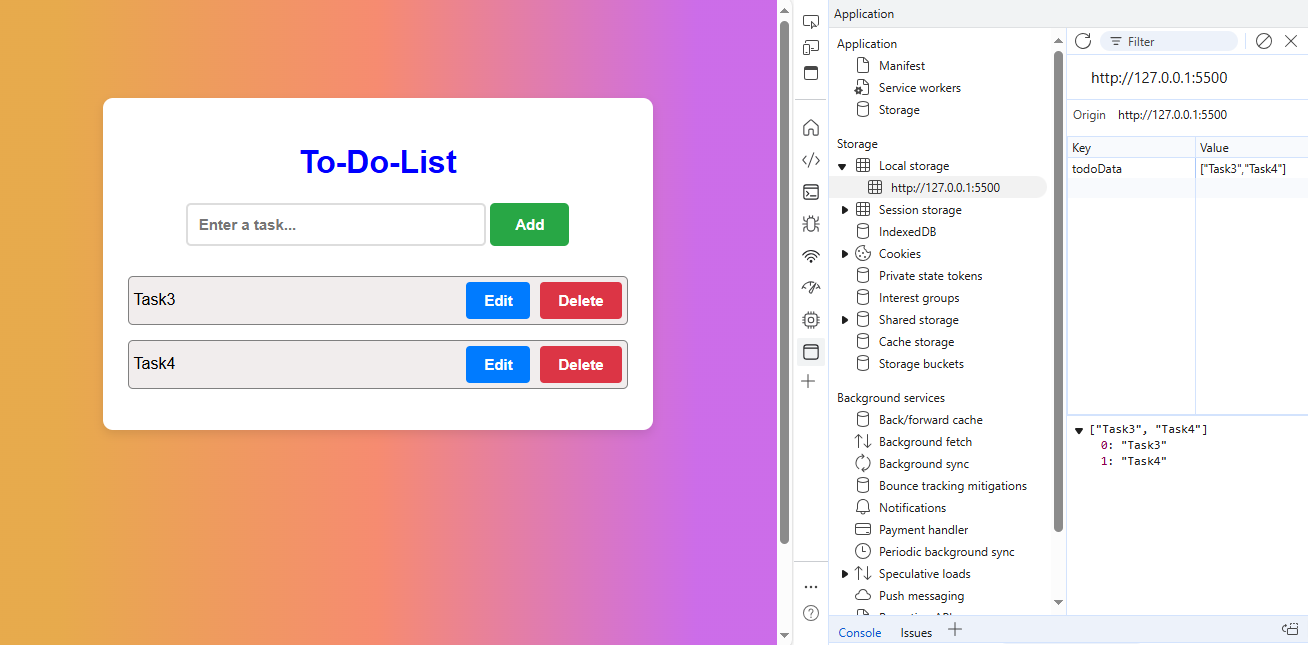 To-Do-List
Enter a task...
Add
Task3
Edit
Delete
Task4
Edit
Delete
Application
Application
Manifest
Service workers
Storage
Storage
Local storage
http://127.0.0.1:5500
Session storage
IndexedDB
Cookies
Private state tokens
Interest groups
Shared storage
Cache storage
Storage buckets
Background services
Back/forward cache
Background fetch
Background sync
Bounce tracking mitigations
Notifications
Payment handler
Periodic background sync
Speculative loads
Push messaging
Filter
http://127.0.0.1:5500
Origin http://127.0.0.1:5500
Key Value
todoData ["Task3","Task4"]
["Task3", "Task4"]
0: "Task3"
1: "Task4"
Console Issues